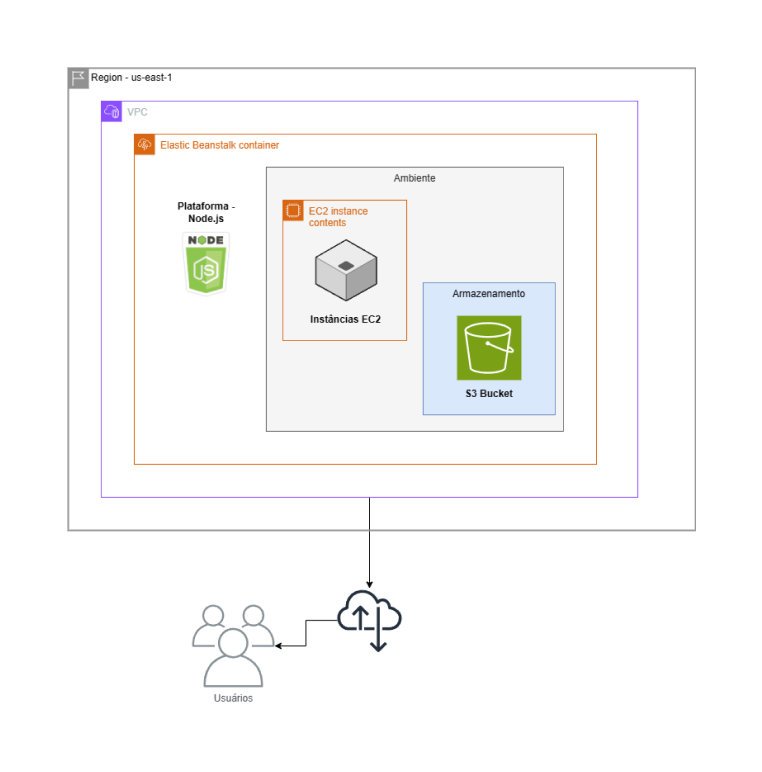 Region - us-east-1
VPC
Elastic Beanstalk container
Ambiente
Plataforma -
Node.js
NODE
JS
EC2 instance
contents
Instâncias EC2
Armazenamento
S3 Bucket
Usuários